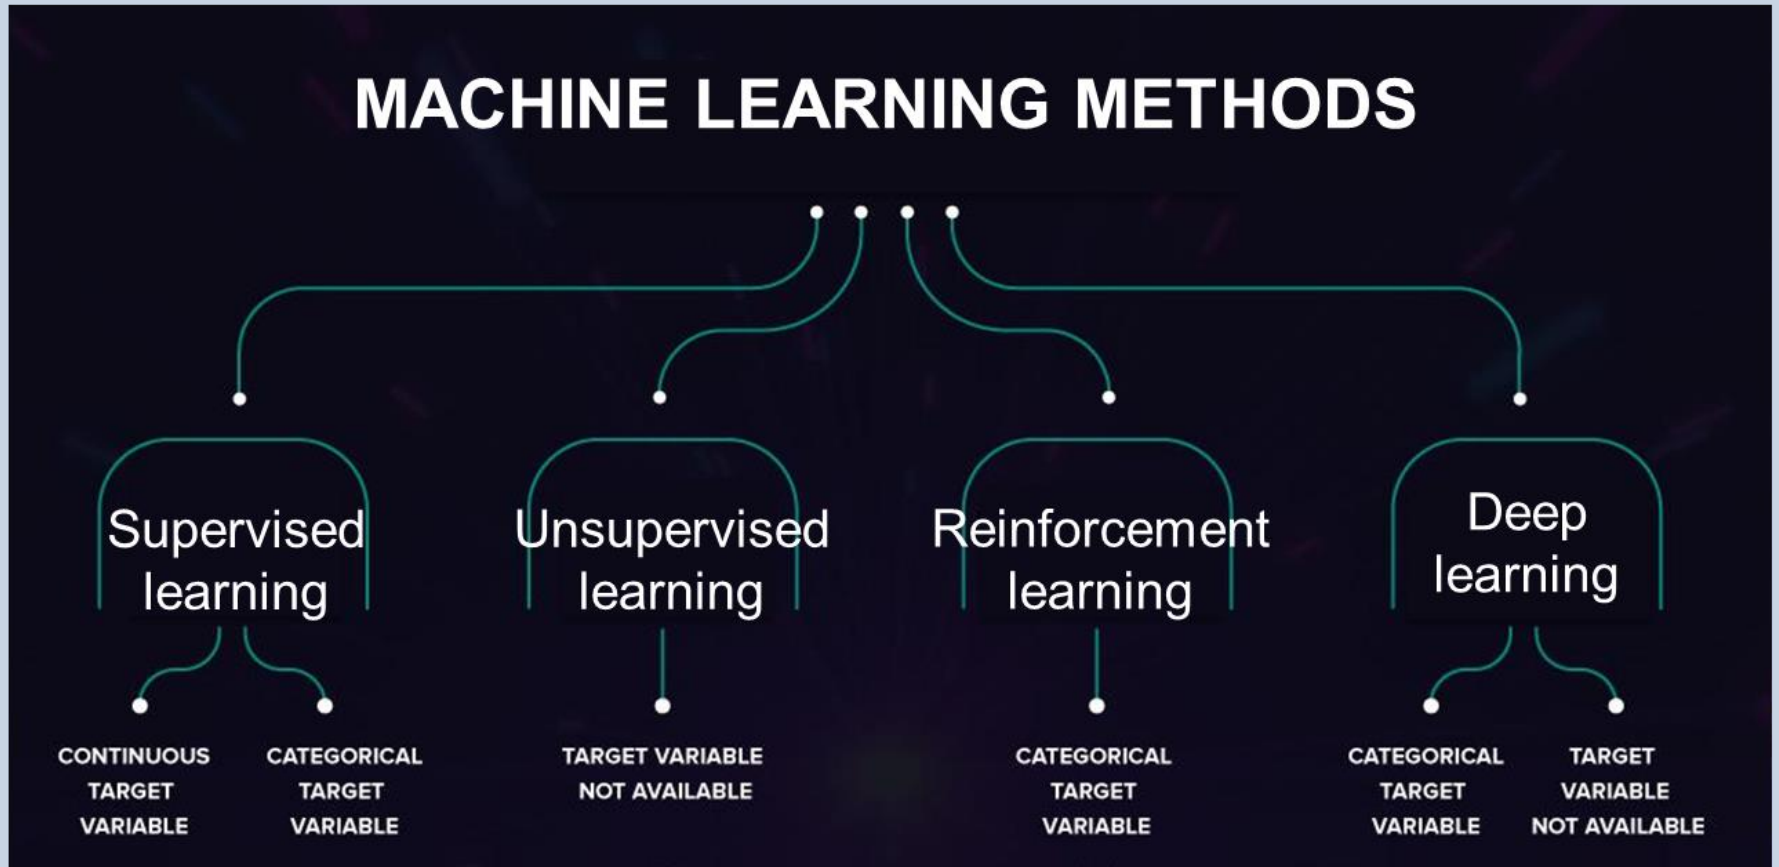 MACHINE LEARNING METHODS
Supervised
learning
Unsupervised
learning
Reinforcement
learning
Deep
learning
CONTINUOUS
TARGET
VARIABLE
CATEGORICAL
TARGET
VARIABLE
TARGET VARIABLE
NOT AVAILABLE
CATEGORICAL
TARGET
VARIABLE
CATEGORICAL
TARGET
VARIABLE
TARGET
VARIABLE
NOT AVAILABLE